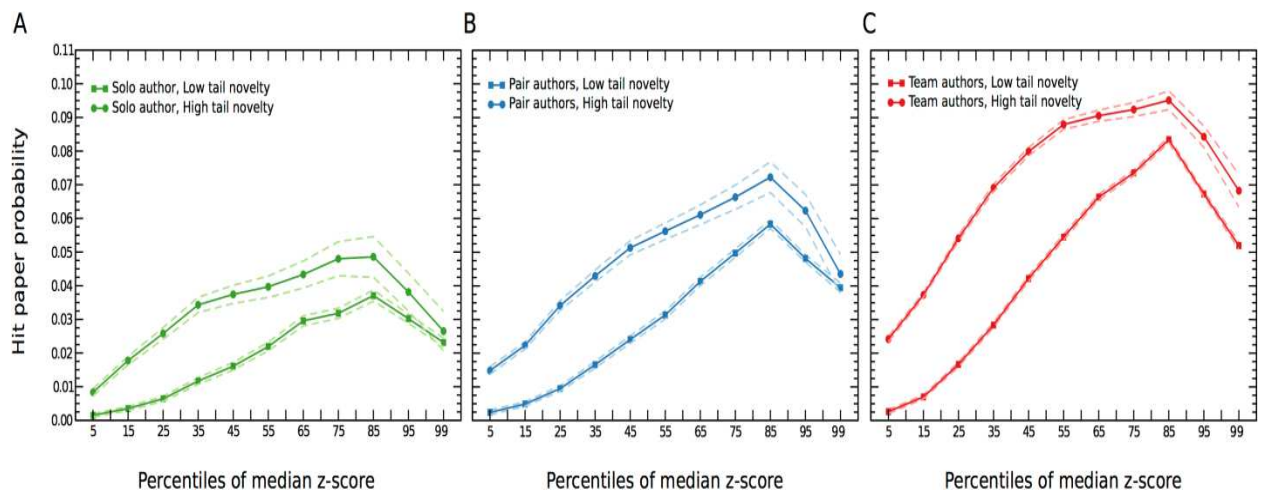 A
B
C
Hit paper probability
0.11
0.10
0.09
0.08
0.07
0.06
0.05
0.04
0.03
0.02
0.01
0.00
Solo author, Low tail novelty
Solo author, High tail novelty
Pair authors, Low tail novelty
Pair authors, High tail novelty
Team authors, Low tail novelty
Team authors, High tail novelty
5 15 25 35 45 55 65 75 85 95 99
5 15 25 35 45 55 65 75 85 95 99
5 15 25 35 45 55 65 75 85 95 99
Percentiles of median z-score
Percentiles of median z-score
Percentiles of median z-score